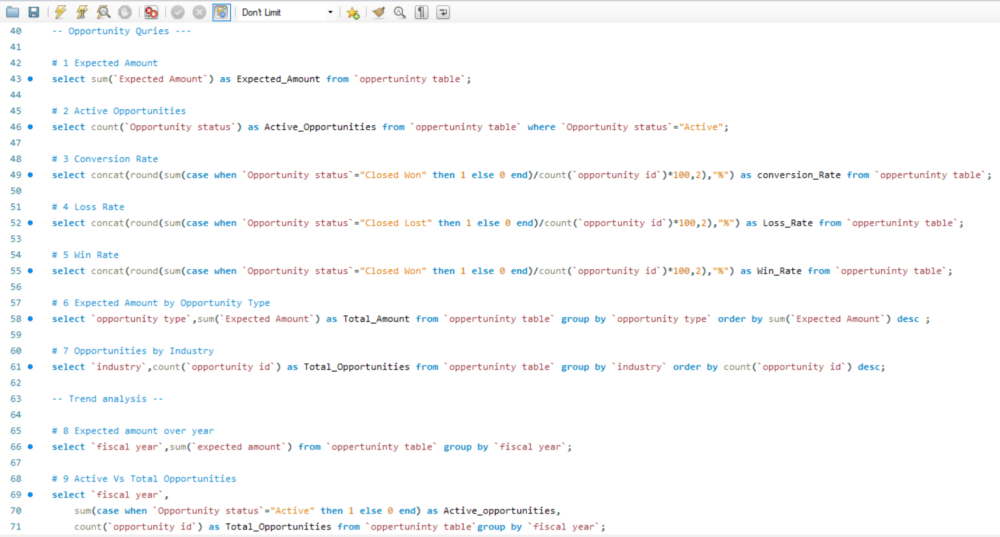 Don't Limit
40 -- Opportunity Quries ---
41
42 # 1 Expected Amount
43 select sum(`Expected Amount`) as Expected_Amount from `oppertuninty table`;
44
45 # 2 Active Opportunities
46 select count(`Opportunity status`) as Active_Opportunities from `oppertuninty table` where `Opportunity status`="Active";
47
48 # 3 Conversion Rate
49 select concat(round(sum(case when `Opportunity status`="Closed Won" then 1 else 0 end)/count(`opportunity id`)*100,2),"%") as conversion_Rate from `oppertuninty table`;
50
51 # 4 Loss Rate
52 select concat(round(sum(case when `Opportunity status`="Closed Lost" then 1 else 0 end)/count(`opportunity id`)*100,2),"%") as Loss_Rate from `oppertuninty table`;
53
54 # 5 Win Rate
55 select concat(round(sum(case when `Opportunity status`="Closed Won" then 1 else 0 end)/count(`opportunity id`)*100,2),"%") as Win_Rate from `oppertuninty table`;
56
57 # 6 Expected Amount by Opportunity Type
58 select `opportunity type`,sum(`Expected Amount`) as Total_Amount from `oppertuninty table` group by `opportunity type` order by sum(`Expected Amount`) desc ;
59
60 # 7 Opportunities by Industry
61 select `industry`,count(`opportunity id`) as Total_Opportunities from `oppertuninty table` group by `industry` order by count(`opportunity id`) desc;
62
63 -- Trend analysis --
64
65 # 8 Expected amount over year
66 select `fiscal year`,sum(`expected amount`) from `oppertuninty table` group by `fiscal year`;
67
68 # 9 Active Vs Total Opportunities
69 select `fiscal year`,
70 sum(case when `Opportunity status`="Active" then 1 else 0 end) as Active_opportunities,
71 count(`opportunity id`) as Total_Opportunities from `oppertuninty table`group by `fiscal year`;